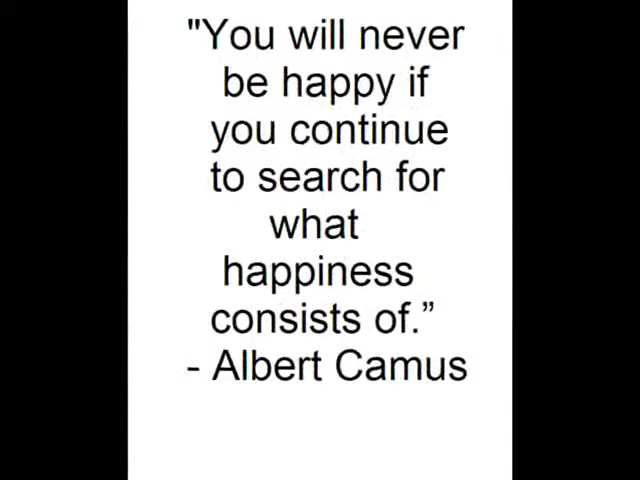 "You will never
be happy if
you continue
to search for
what
happiness
consists of.”
- Albert Camus